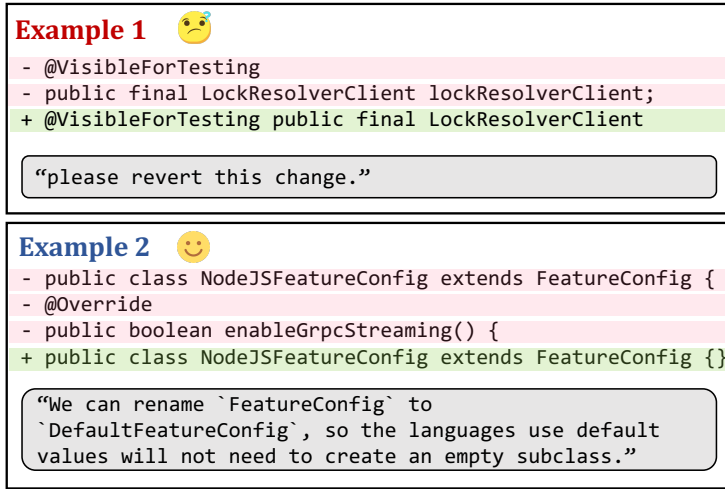 Example 1
- @VisibleForTesting
- public final LockResolverClient lockResolverClient;
+ @VisibleForTesting public final LockResolverClient
“please revert this change.”
Example 2
- public class NodeJSFeatureConfig extends FeatureConfig {
- @Override
- public boolean enableGrpcStreaming() {
+ public class NodeJSFeatureConfig extends FeatureConfig {}
“We can rename `FeatureConfig` to
`DefaultFeatureConfig`, so the languages use default
values will not need to create an empty subclass.”